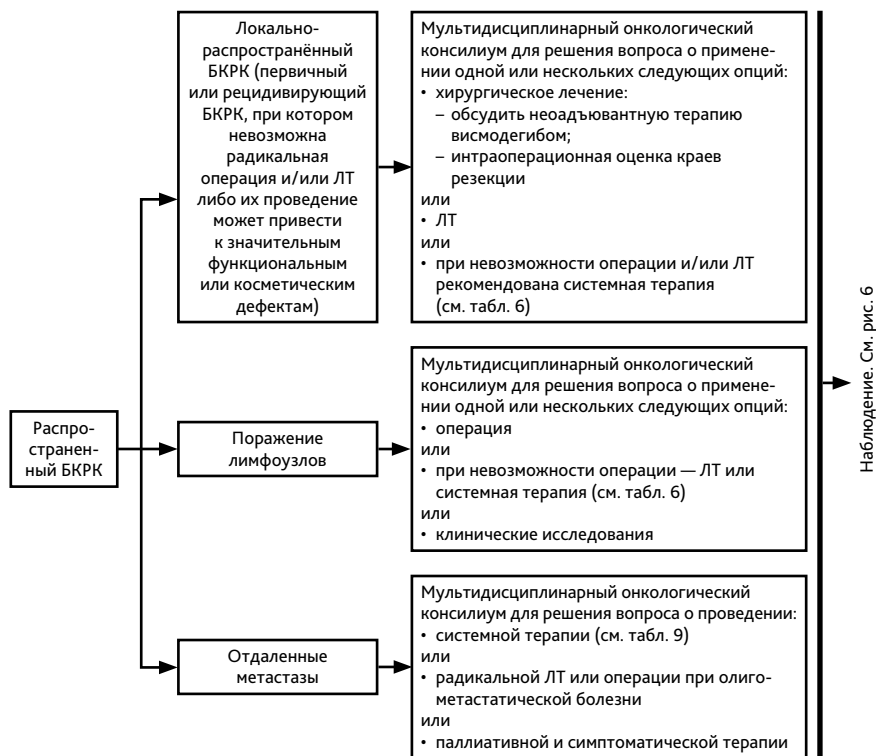 Распро-
странен-
ный БКРК
Локально-
распространённый
БКРК (первичный
или рецидивирующий
БКРК, при котором
невозможна
радикальная
операция и/или ЛТ
либо их проведение
может привести
к значительным
функциональным
или косметическим
дефектам)
Мультидисциплинарный онкологический
консилиум для решения вопроса о примене-
нии одной или нескольких следующих опций:
• хирургическое лечение:
– обсудить неоадъювантную терапию
висмодегибом;
– интраоперационная оценка краев
резекции
или
• ЛТ
или
• при невозможности операции и/или ЛТ
рекомендована системная терапия
(см. табл. 6)
Поражение
лимфоузлов
Мультидисциплинарный онкологический
консилиум для решения вопроса о примене-
нии одной или нескольких следующих опций:
• операция
или
• при невозможности операции — ЛТ или
системная терапия (см. табл. 6)
или
• клинические исследования
Отдаленные
метастазы
Мультидисциплинарный онкологический
консилиум для решения вопроса о проведении:
• системной терапии (см. табл. 9)
или
• радикальной ЛТ или операции при олиго-
метастатической болезни
или
• паллиативной и симптоматической терапии
Наблюдение. См. рис. 6